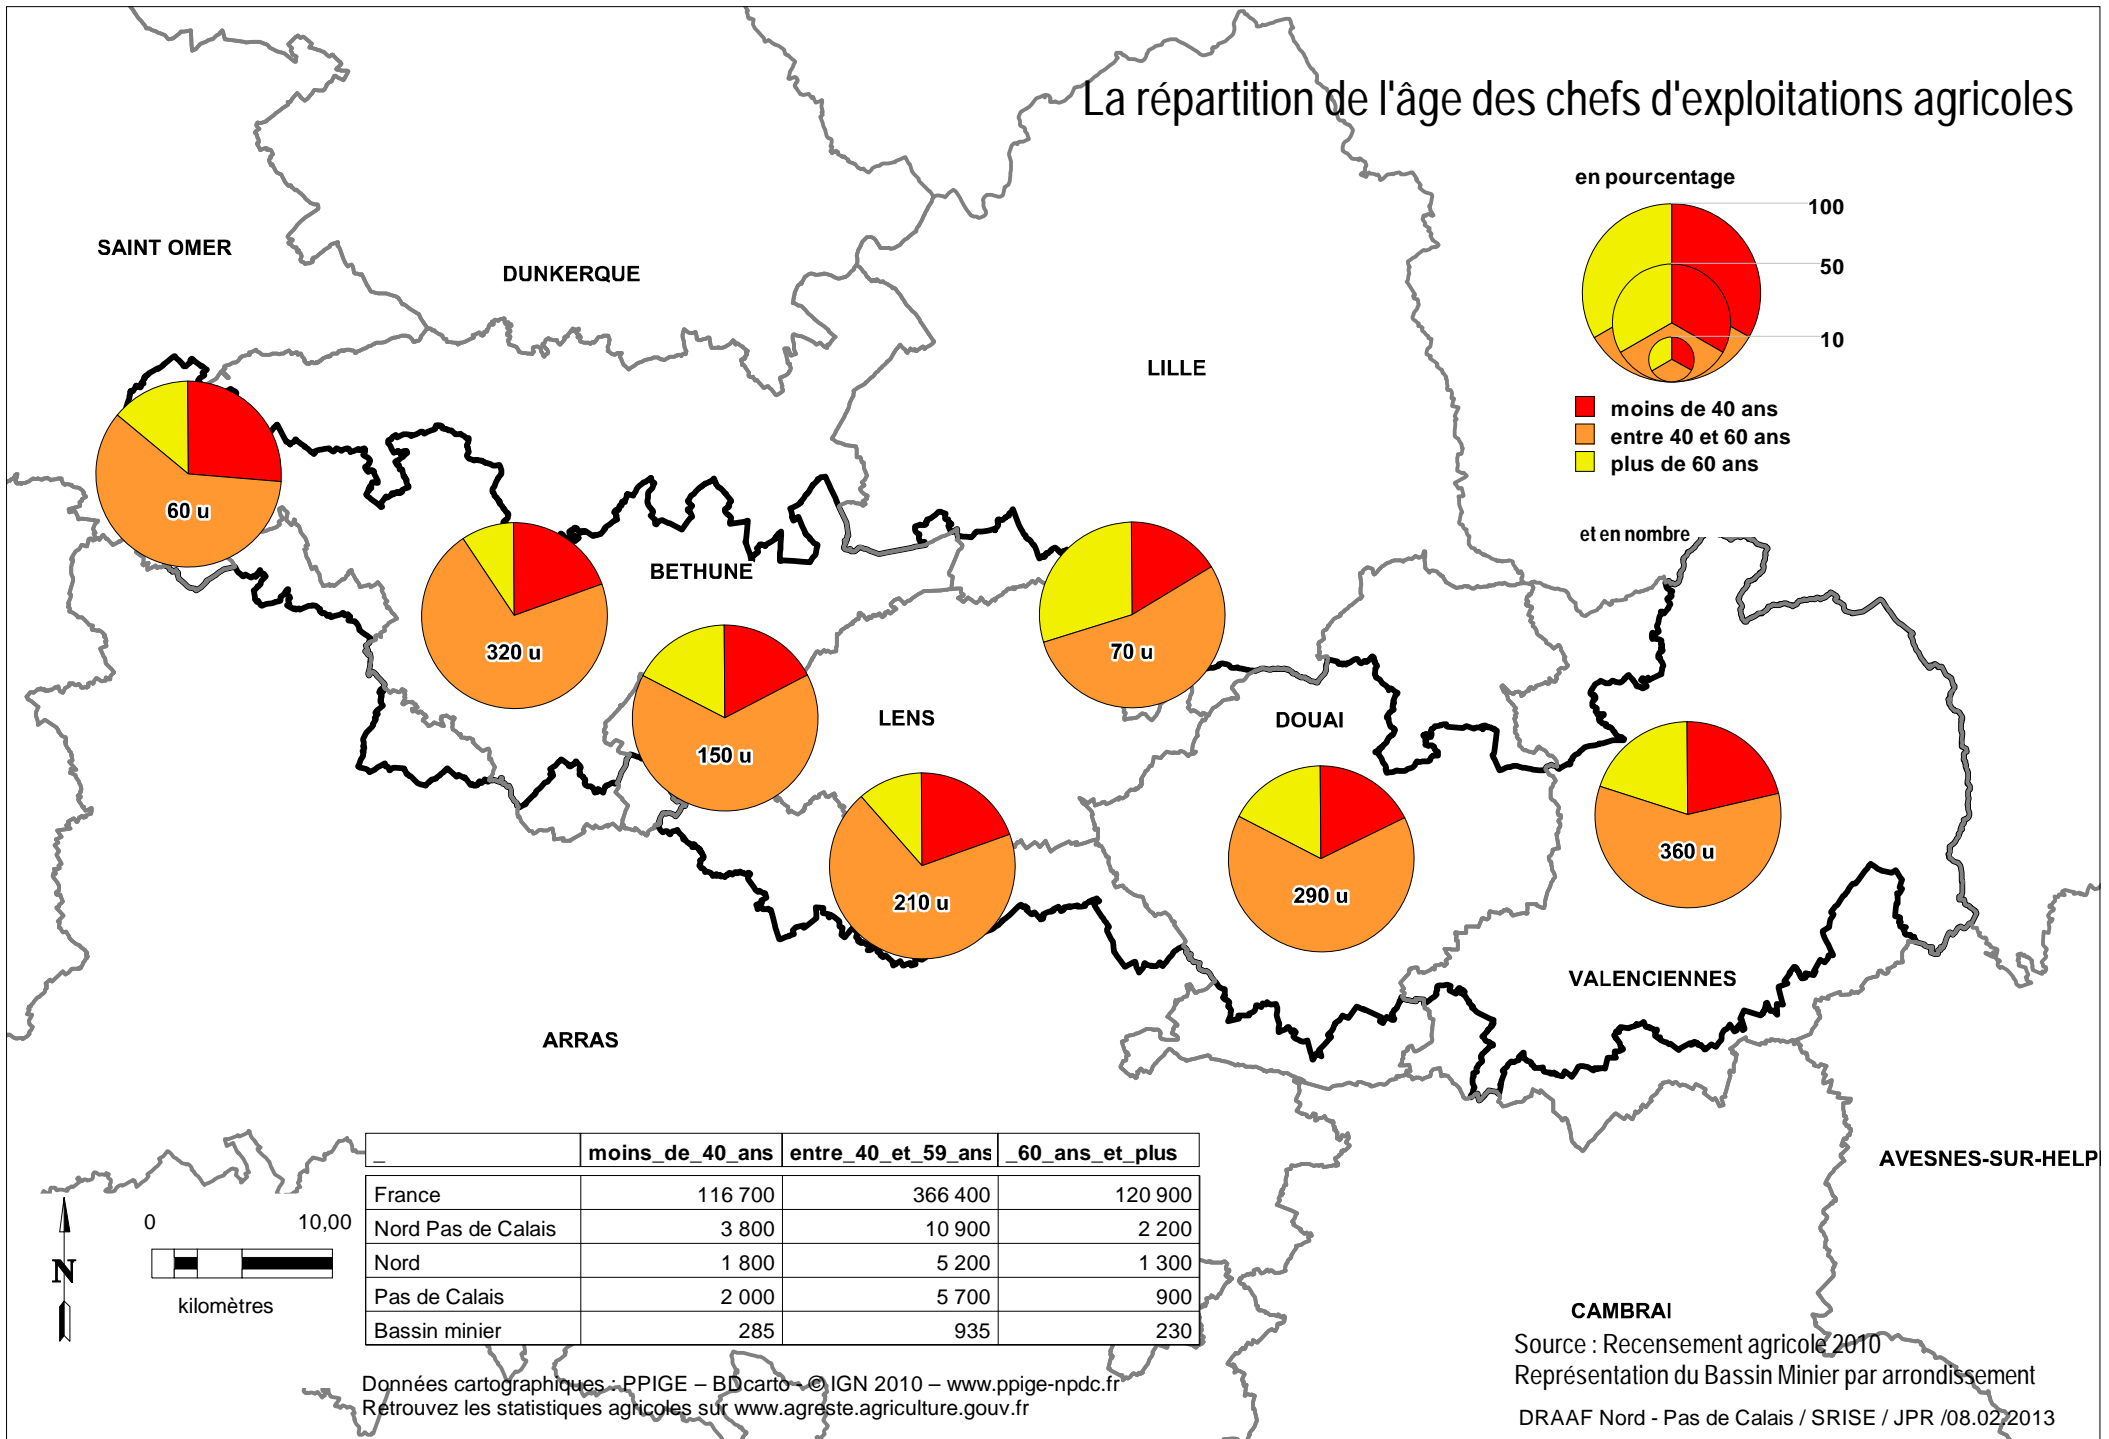 La répartition de l'âge des chefs d'exploitations agricoles
en pourcentage
100
50
10
moins de 40 ans
entre 40 et 60 ans
plus de 60 ans
et en nombre
SAINT OMER
DUNKERQUE
LILLE
60 u
BETHUNE
320 u
70 u
150 u
LENS
DOUAI
360 u
210 u
290 u
VALENCIENNES
ARRAS
AVESNES-SUR-HELP
CAMBRAI
_ moins_de_40_ans entre_40_et_59_ans _60_ans_et_plus
France 116 700 366 400 120 900
Nord Pas de Calais 3 800 10 900 2 200
Nord 1 800 5 200 1 300
Pas de Calais 2 000 5 700 900
Bassin minier 285 935 230
0 10,00
kilomètres
N
Source : Recensement agricole 2010
Représentation du Bassin Minier par arrondissement
DRAAF Nord - Pas de Calais / SRISE / JPR /08.02.2013
Données cartographiques : PPIGE – BDcarto - © IGN 2010 – www.ppige-npdc.fr
Retrouvez les statistiques agricoles sur www.agreste.agriculture.gouv.fr